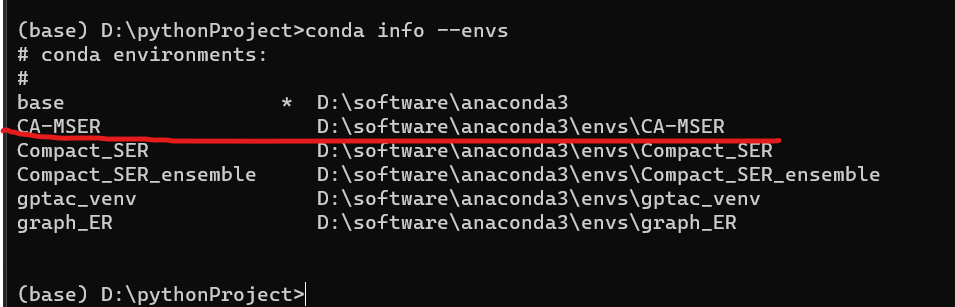 (base) D:\pythonProject>conda info --envs
# conda environments:
#
base                  *  D:\software\anaconda3
CA-MSER                  D:\software\anaconda3\envs\CA-MSER
Compact_SER              D:\software\anaconda3\envs\Compact_SER
Compact_SER_ensemble     D:\software\anaconda3\envs\Compact_SER_ensemble
gptac_venv               D:\software\anaconda3\envs\gptac_venv
graph_ER                 D:\software\anaconda3\envs\graph_ER
(base) D:\pythonProject>